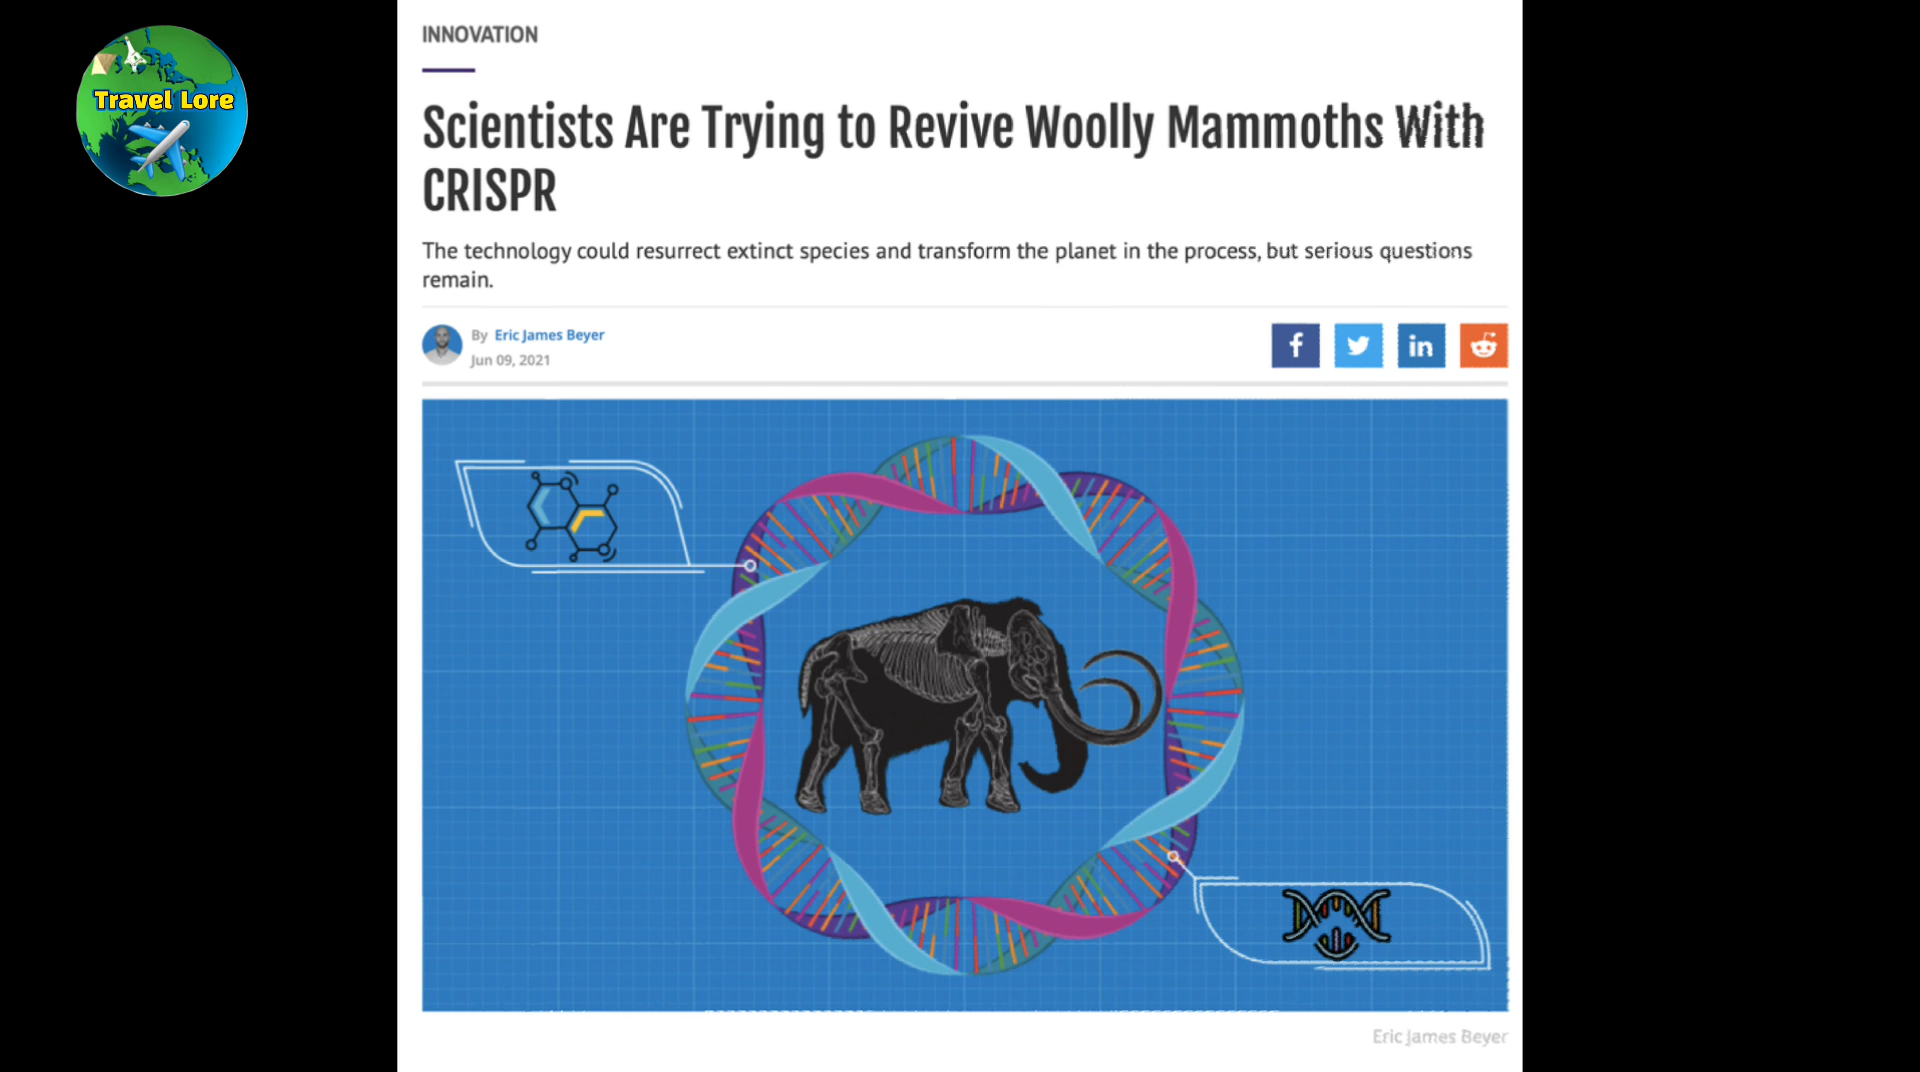 Travel Lore
INNOVATION
Scientists Are Trying to Revive Woolly Mammoths With
CRISPR
The technology could resurrect extinct species and transform the planet in the process, but serious questions
remain.
By Eric James Beyer
Jun 09, 2021
f
in
Eric James Beyer